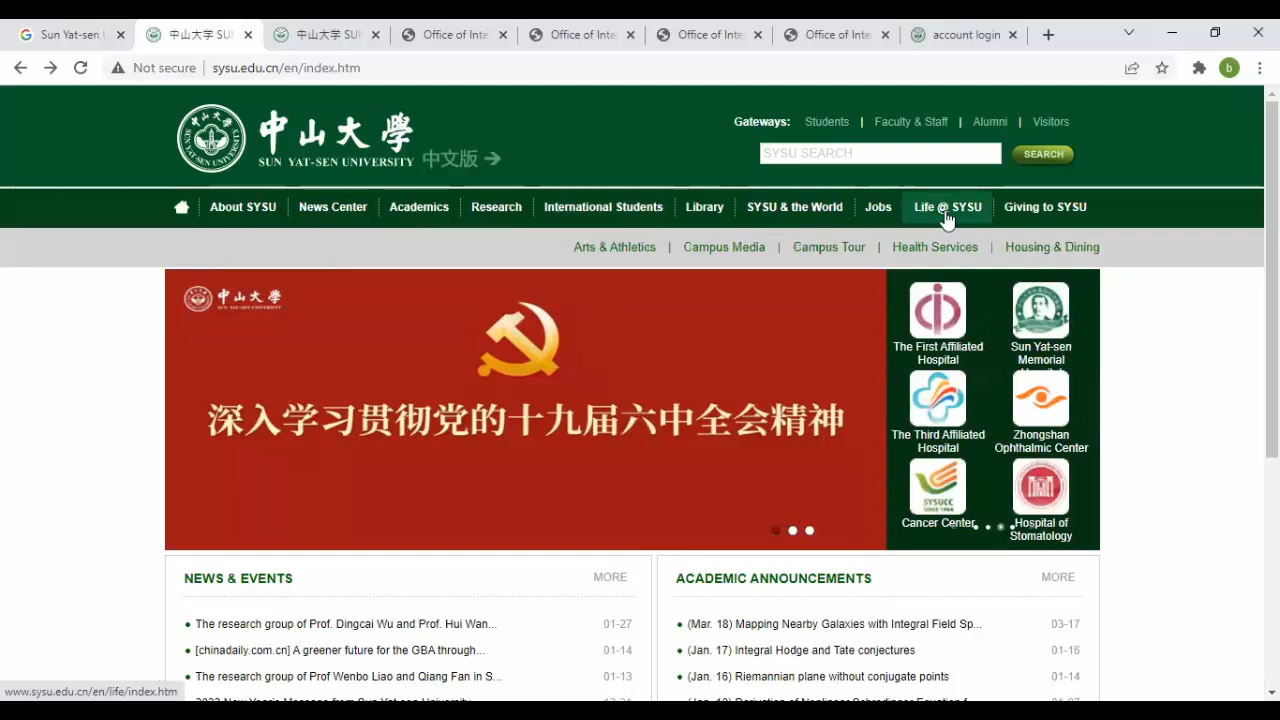 Sun Yat-sen
中山大学 SU
中山大学 SU
Office of Inte
Office of Inte
Office of Inte
Office of Inte
account login
Not secure
sysu.edu.cn/en/index.htm
b
中山大學
SUN YAT-SEN UNIVERSITY
中文版
Gateways: Students | Faculty & Staff | Alumni | Visitors
SYSU SEARCH
SEARCH
About SYSU
News Center
Academics
Research
International Students
Library
SYSU & the World
Jobs
Life @ SYSU
Giving to SYSU
Arts & Athletics | Campus Media | Campus Tour | Health Services | Housing & Dining
中山大學
深入学习贯彻党的十九届六中全会精神
The First Affiliated
Hospital
Sun Yat-sen
Memorial
The Third Affiliated
Hospital
Zhongshan
Ophthalmic Center
SYSUCC
Cancer Center
Hospital of
Stomatology
NEWS & EVENTS
MORE
The research group of Prof. Dingcai Wu and Prof. Hui Wan... 01-27
[chinadaily.com.cn] A greener future for the GBA through... 01-14
The research group of Prof Wenbo Liao and Qiang Fan in S... 01-13
ACADEMIC ANNOUNCEMENTS
MORE
(Mar. 18) Mapping Nearby Galaxies with Integral Field Sp... 03-17
(Jan. 17) Integral Hodge and Tate conjectures 01-16
(Jan. 16) Riemannian plane without conjugate points 01-14
www.sysu.edu.cn/en/life/index.htm